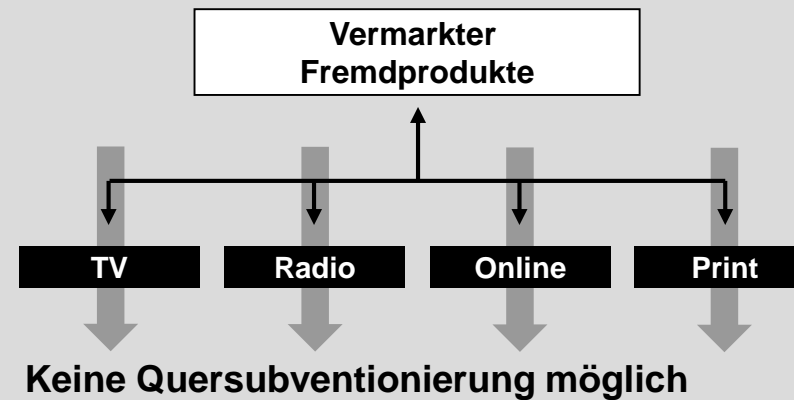 Vermarkter
Fremdprodukte
TV Radio Online Print
Keine Quersubventionierung möglich